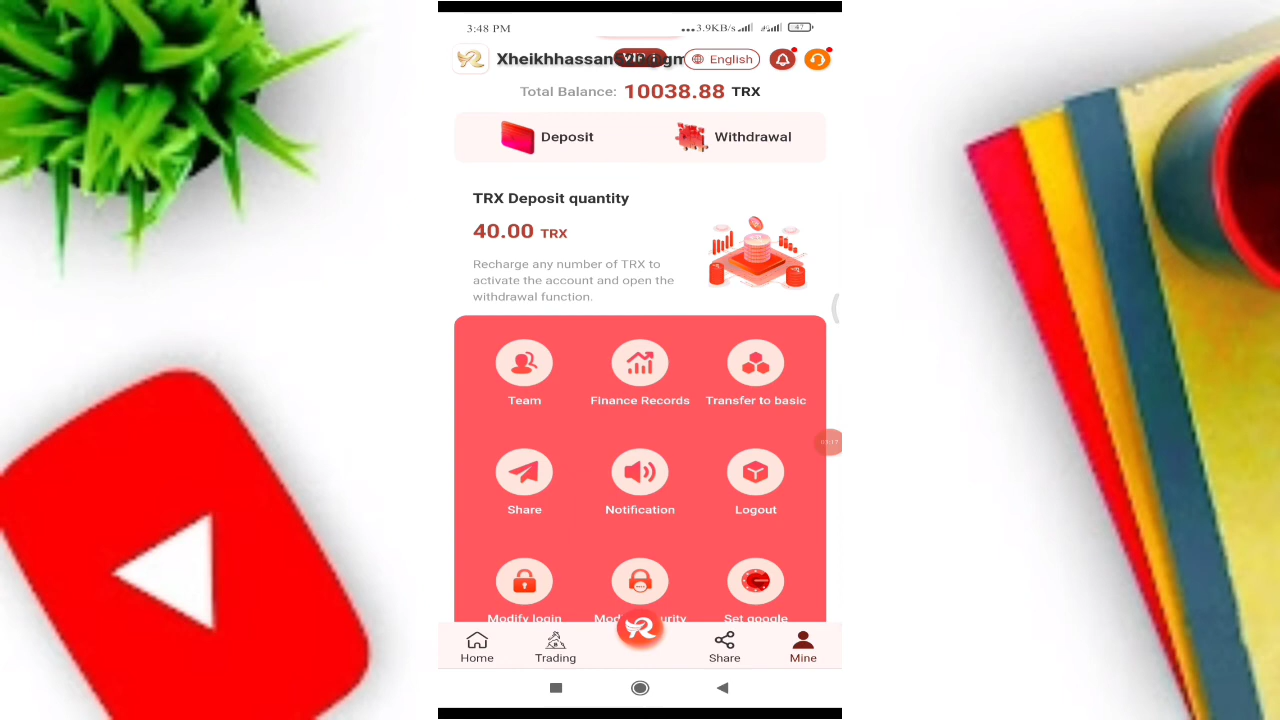 3:48 PM
3.9KB/s
47
Xheikhhassan
VIP
English
Total Balance: 10038.88 TRX
Deposit
Withdrawal
TRX Deposit quantity
40.00 TRX
Recharge any number of TRX to
activate the account and open the
withdrawal function.
Team
Finance Records
Transfer to basic
Share
Notification
Logout
Modify login
Set google
Home
Trading
Share
Mine